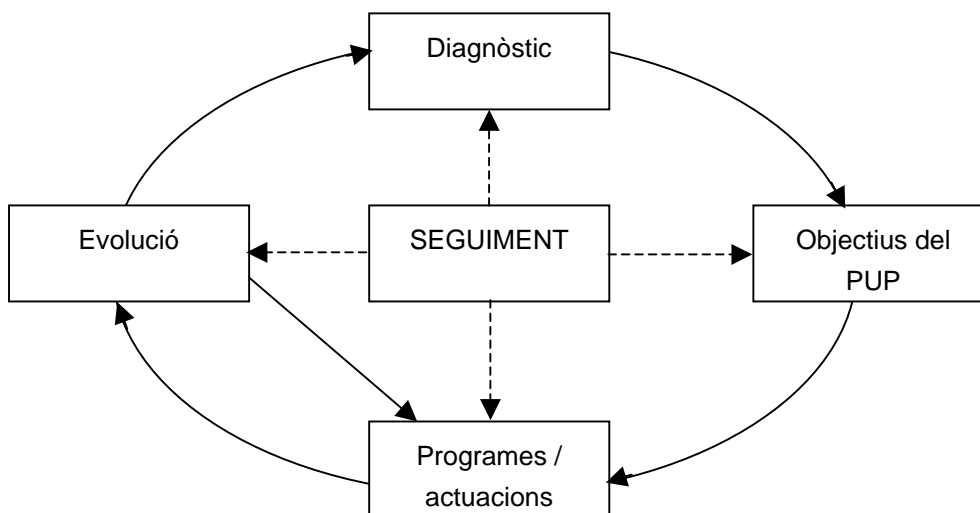 Diagnòstic
Evolució
SEGUIMENT
Objectius del
PUP
Programes /
actuacions